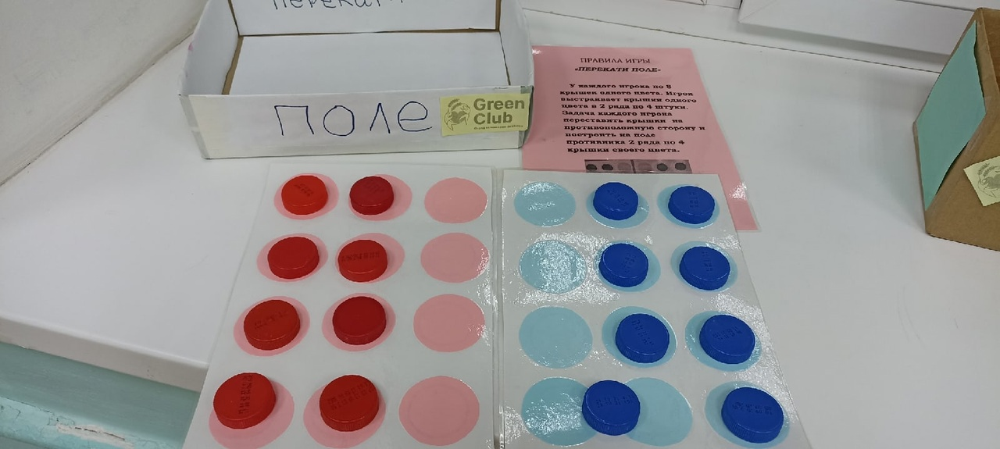 перекати
ПОЛЕ
Green
Club
ПРАВИЛА ИГРЫ
«ПЕРЕКАТИ ПОЛЕ»
У каждого игрока по 8
крышек одного цвета. Игрок
выстраивает крышки одного
цвета в 2 ряда по 4 штуки.
Задача каждого игрока
переставить крышки на
противоположную сторону и
построить на поле
противника 2 ряда по 4
крышки своего цвета.